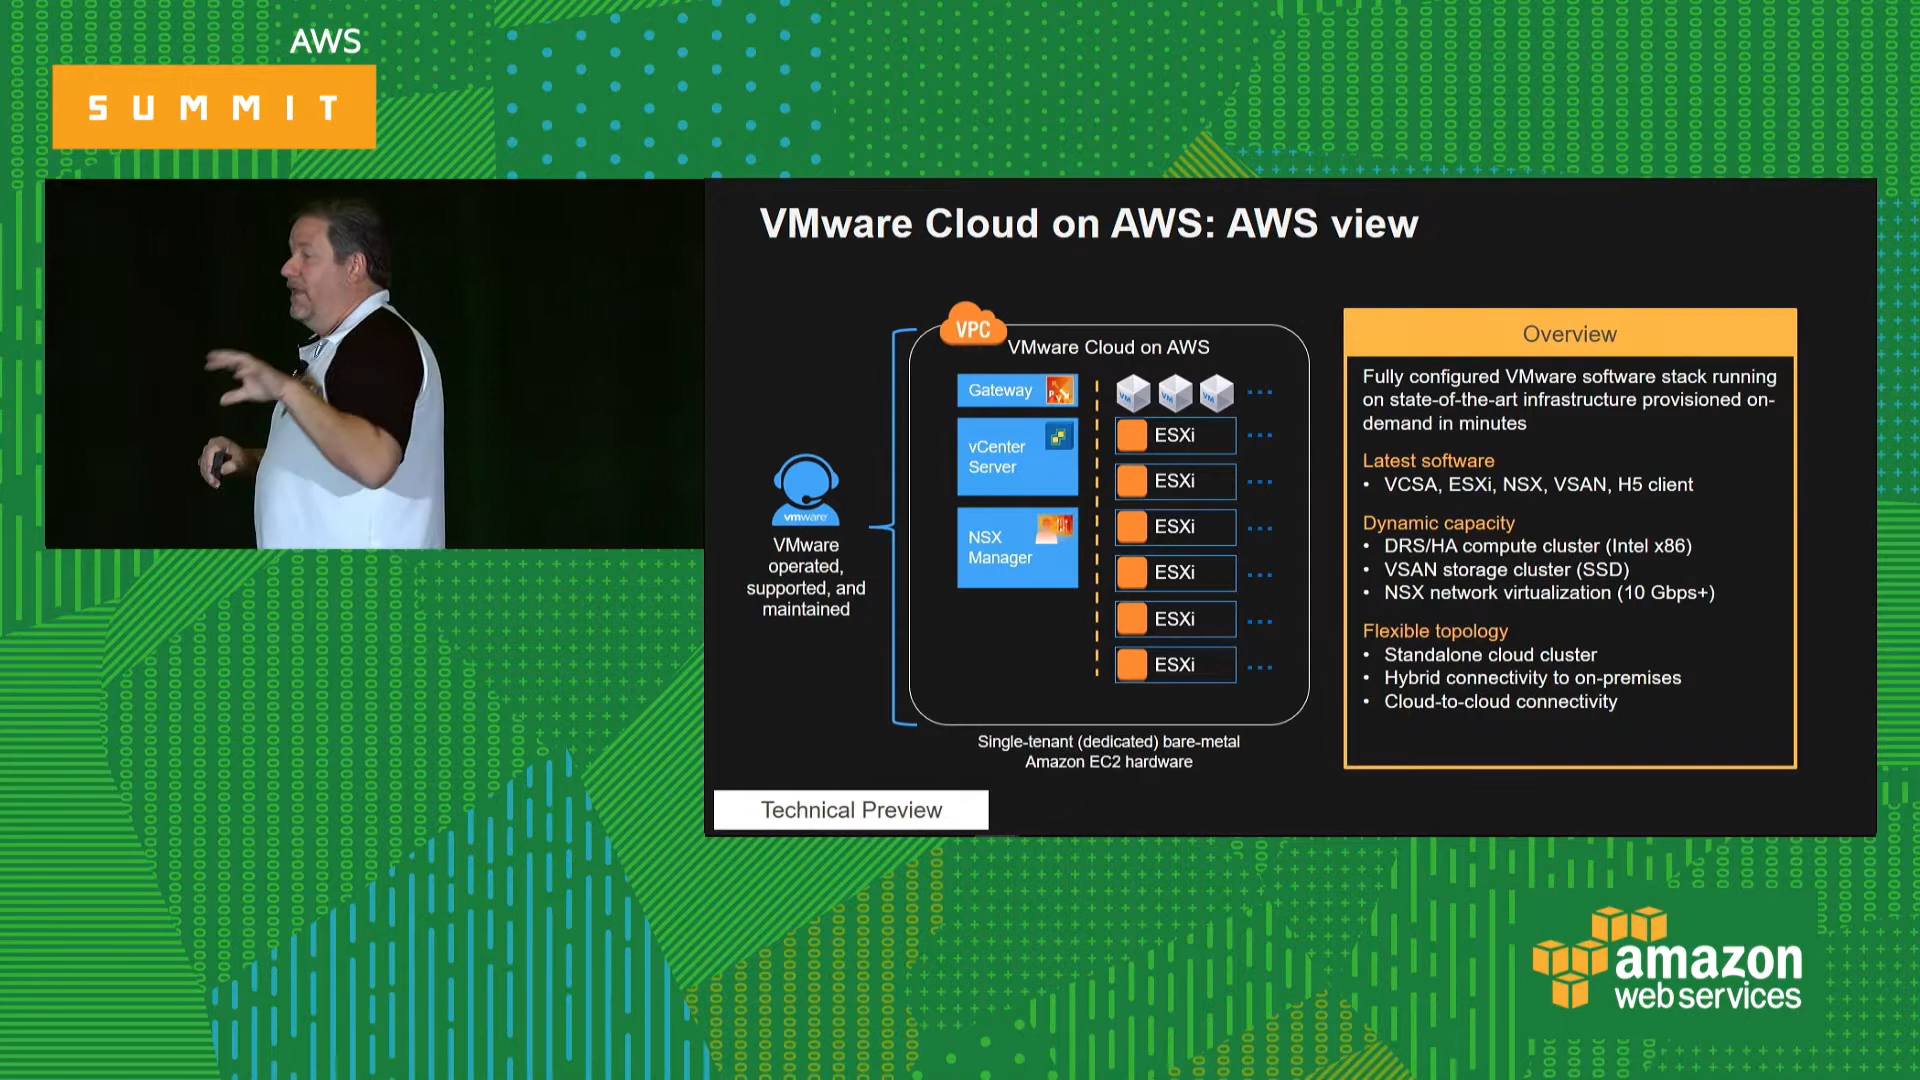 AWS
SUMMIT
VMware Cloud on AWS: AWS view
VPC
VMware Cloud on AWS
Gateway
vCenter
Server
NSX
Manager
VM VM VM
ESXi
ESXi
ESXi
ESXi
ESXi
ESXi
vmware
VMware
operated,
supported, and
maintained
Single-tenant (dedicated) bare-metal
Amazon EC2 hardware
Overview
Fully configured VMware software stack running
on state-of-the-art infrastructure provisioned on-
demand in minutes
Latest software
• VCSA, ESXi, NSX, VSAN, H5 client
Dynamic capacity
• DRS/HA compute cluster (Intel x86)
• VSAN storage cluster (SSD)
• NSX network virtualization (10 Gbps+)
Flexible topology
• Standalone cloud cluster
• Hybrid connectivity to on-premises
• Cloud-to-cloud connectivity
Technical Preview
amazon
web services